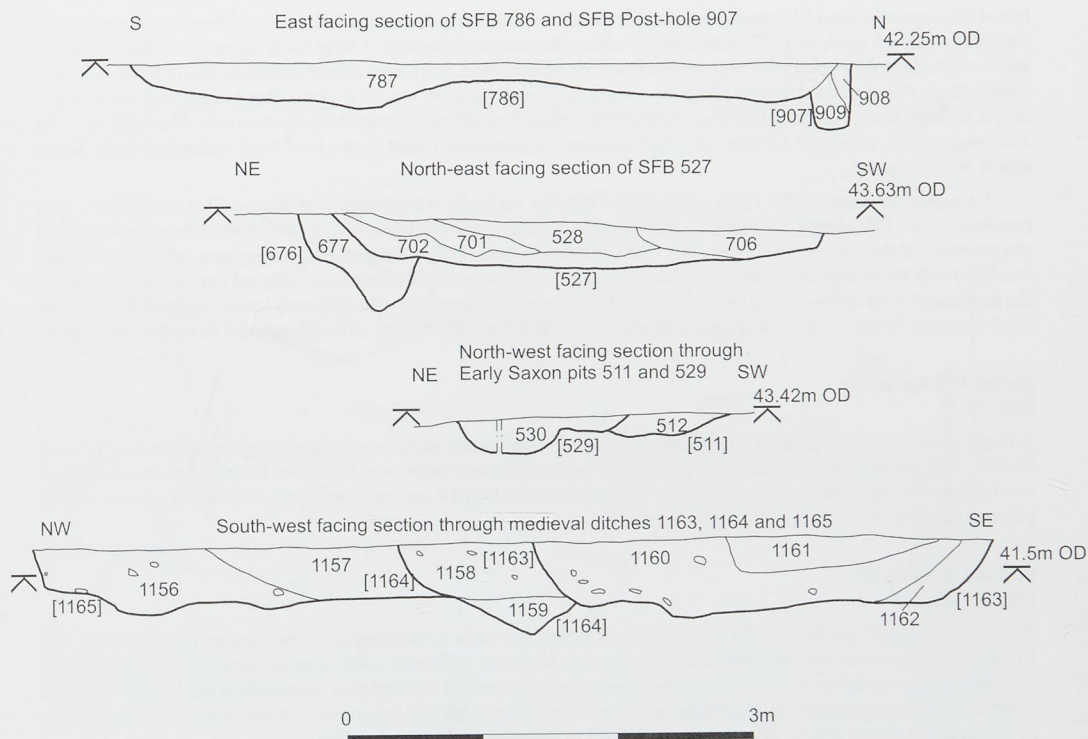 East facing section of SFB 786 and SFB Post-hole 907
S
N
42.25m OD
787
[786]
[907]
909
908
North-east facing section of SFB 527
NE
SW
43.63m OD
[676]
677
702
701
528
706
[527]
North-west facing section through
Early Saxon pits 511 and 529
NE
SW
43.42m OD
530
[529]
512
[511]
South-west facing section through medieval ditches 1163, 1164 and 1165
NW
SE
41.5m OD
[1165]
1156
1157
[1164]
1158
[1163]
1159
[1164]
1160
1161
1162
[1163]
0
3m